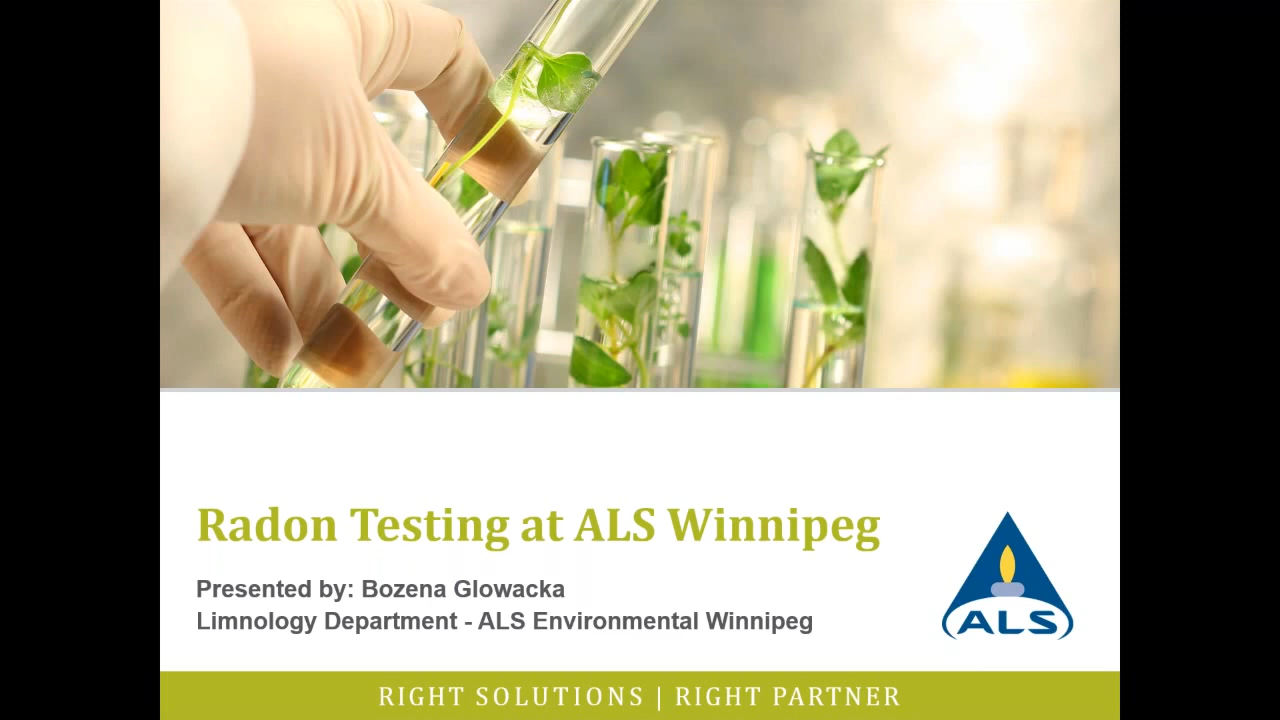 Radon Testing at ALS Winnipeg
Presented by: Bozena Glowacka
Limnology Department - ALS Environmental Winnipeg
ALS
RIGHT SOLUTIONS | RIGHT PARTNER